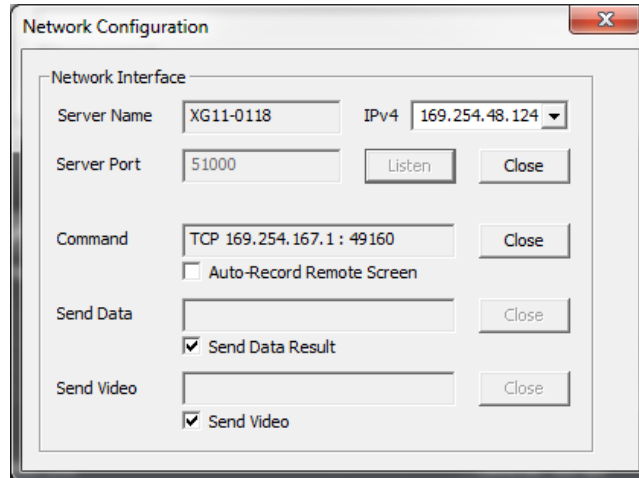 Network Configuration
Network Interface
Server Name XG11-0118 IPv4 169.254.48.124
Server Port 51000 Listen Close
Command TCP 169.254.167.1 : 49160 Close
Auto-Record Remote Screen
Send Data Close
Send Data Result
Send Video Close
Send Video